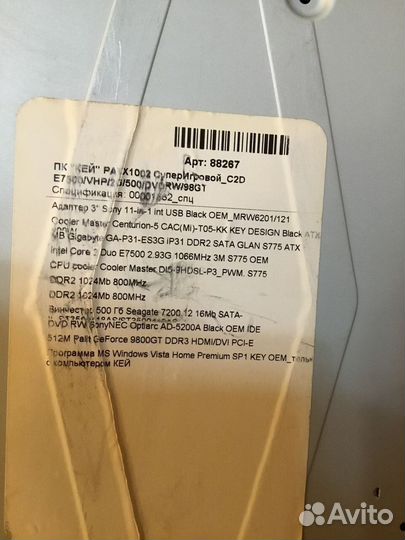 Арт: 88267
ПК "КЕЙ" СуперИгровой_C2D
E7500/VHP/2G/500/DVDRW/98GT
Спецификация: спц
Адаптер 3" Sony 11-in-1 int USB Black OEM_MRW6201/121
Cooler Master Centurion-5 CAC(Mi)-T05-KK KEY DESIGN Black ATX
MB Gigabyte GA-P31-ES3G iP31 DDR2 SATA GLAN S775 ATX
Intel Core 2 Duo E7500 2.93G 1066MHz 3M S775 OEM
CPU cooler Cooler Master DI5-9HDSL-P3_PWM. S775
DDR2 1024Mb 800MHz
DDR2 1024Mb 800MHz
Винчестер 500 Гб Seagate 7200.12 16Mb SATA-
DVD RW SonyNEC Optiarc AD-5200A Black OEM IDE
512M Palit GeForce 9800GT DDR3 HDMI/DVI PCI-E
Программа MS Windows Vista Home Premium SP1 KEY OEM_тольк
с компьютером КЕЙ
Avito